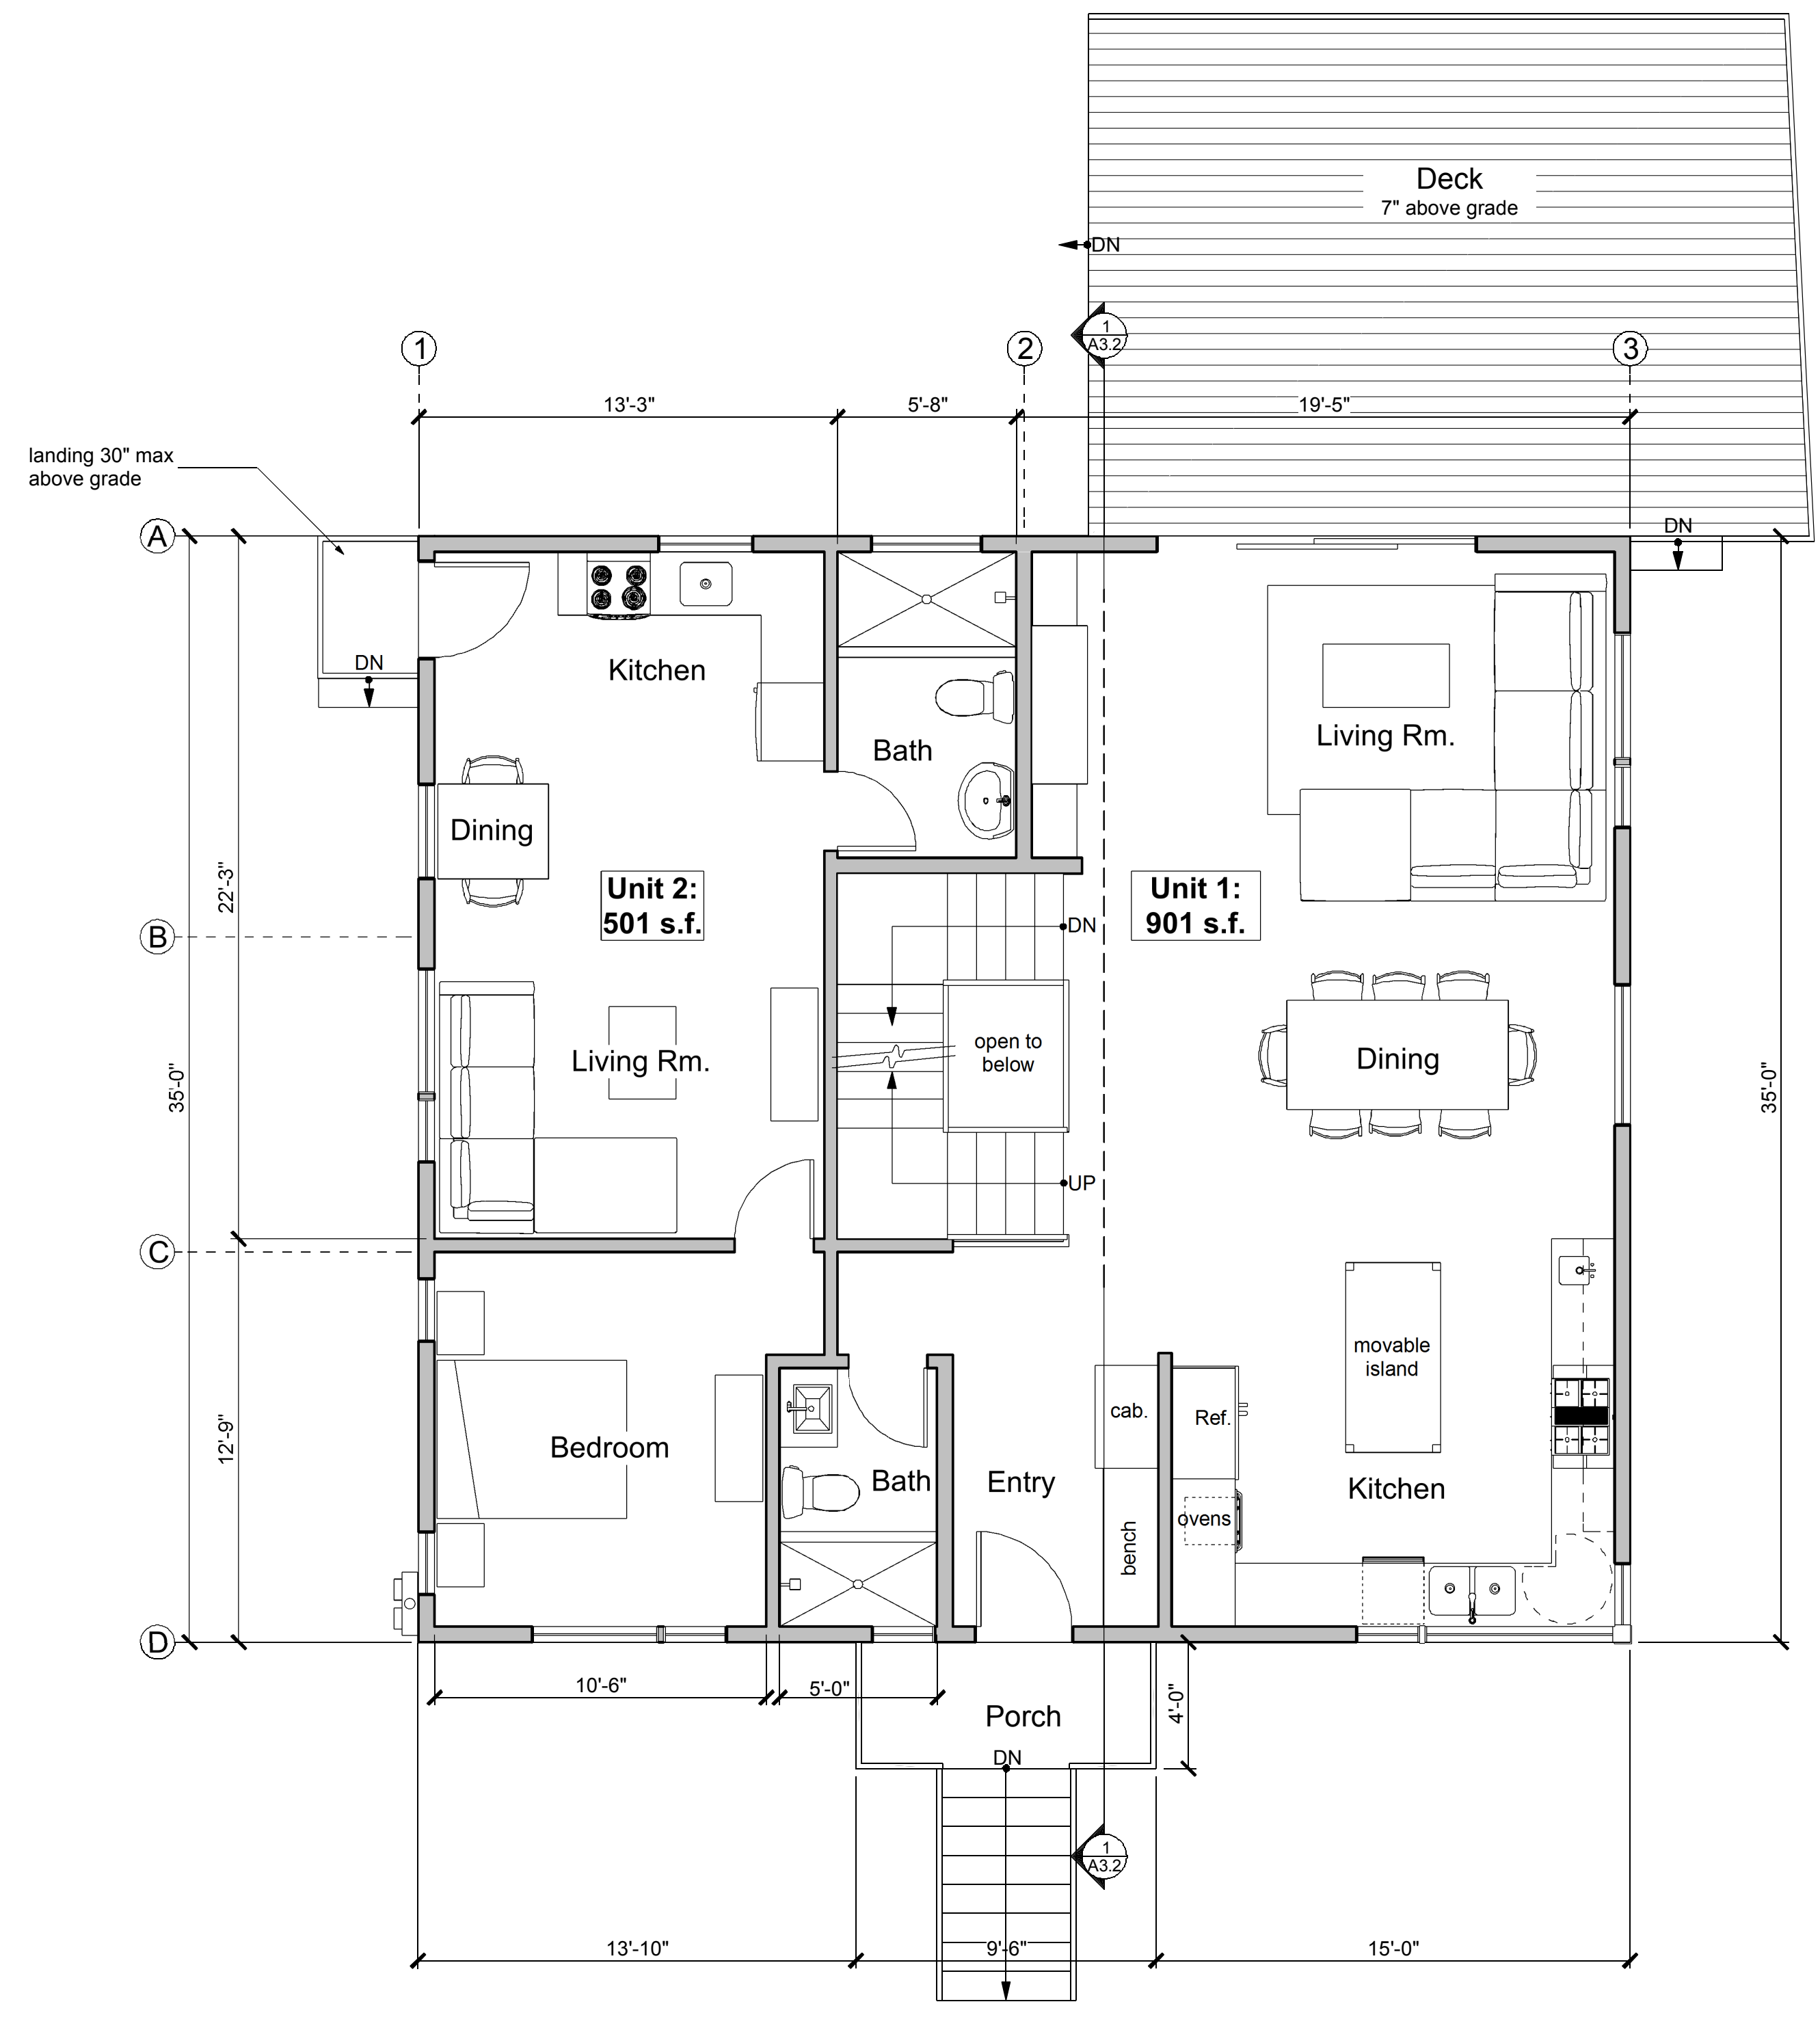 Deck
7" above grade
DN
1
A3.2
1
2
3
13'-3"
5'-8"
19'-5"
landing 30" max
above grade
A
DN
DN
Kitchen
Living Rm.
Bath
Dining
22'-3"
Unit 2:
501 s.f.
Unit 1:
901 s.f.
B
DN
open to
below
Living Rm.
Dining
35'-0"
35'-0"
UP
C
movable
island
cab.
Ref.
12'-9"
Bedroom
Bath
Entry
Kitchen
ovens
bench
D
10'-6"
5'-0"
Porch
4'-0"
DN
1
A3.2
13'-10"
9'-6"
15'-0"